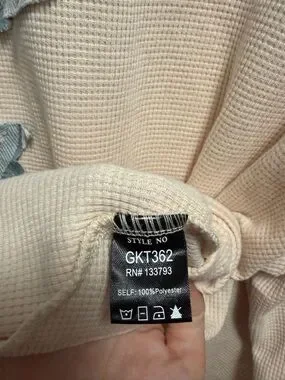 STYLE NO
GKT362
RN# 133793
SELF: 100%Polyester